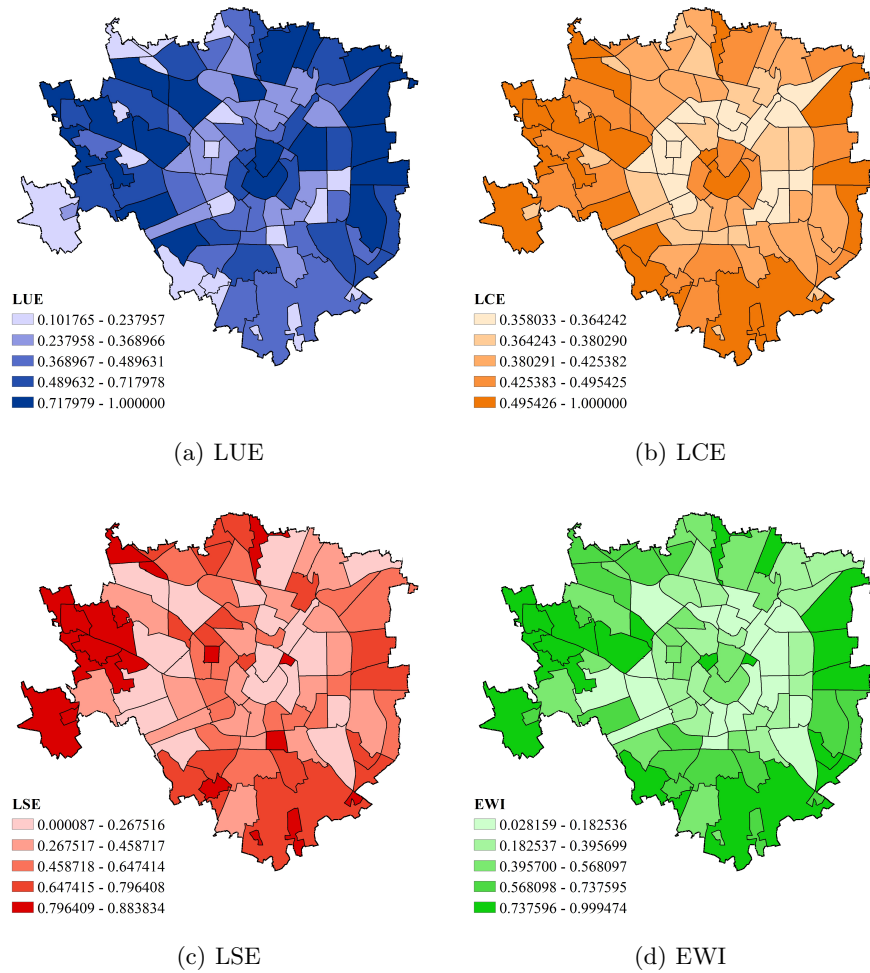 LUE
0.101765 - 0.237957
0.237958 - 0.368966
0.368967 - 0.489631
0.489632 - 0.717978
0.717979 - 1.000000
(a) LUE
LCE
0.358033 - 0.364242
0.364243 - 0.380290
0.380291 - 0.425382
0.425383 - 0.495425
0.495426 - 1.000000
(b) LCE
LSE
0.000087 - 0.267516
0.267517 - 0.458717
0.458718 - 0.647414
0.647415 - 0.796408
0.796409 - 0.883834
(c) LSE
EWI
0.028159 - 0.182536
0.182537 - 0.395699
0.395700 - 0.568097
0.568098 - 0.737595
0.737596 - 0.999474
(d) EWI